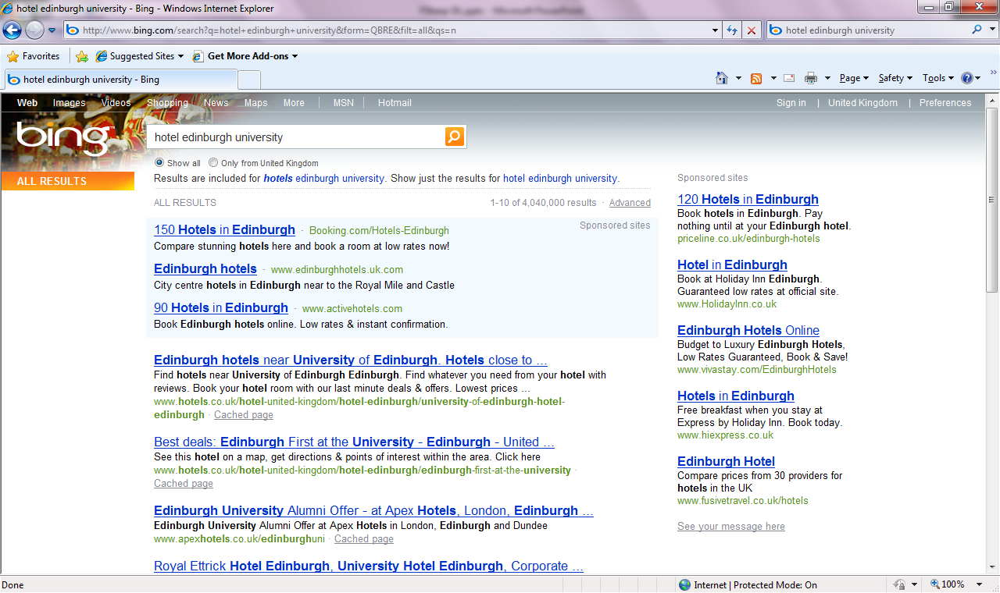 hotel edinburgh university - Bing - Windows Internet Explorer
http://www.bing.com/search?q=hotel+edinburgh+university&form=QBRE&filt=all&qs=n
hotel edinburgh university
Favorites
Suggested Sites
Get More Add-ons
hotel edinburgh university - Bing
Page
Safety
Tools
Web Images Videos Shopping News Maps More | MSN | Hotmail
Sign in | United Kingdom | Preferences
bing™
hotel edinburgh university
Show all Only from United Kingdom
ALL RESULTS
Results are included for hotels edinburgh university. Show just the results for hotel edinburgh university.
ALL RESULTS
1-10 of 4,040,000 results · Advanced
Sponsored sites
150 Hotels in Edinburgh · Booking.com/Hotels-Edinburgh
Compare stunning hotels here and book a room at low rates now!
Edinburgh hotels · www.edinburghhotels.uk.com
City centre hotels in Edinburgh near to the Royal Mile and Castle
90 Hotels in Edinburgh · www.activehotels.com
Book Edinburgh hotels online. Low rates & instant confirmation.
Edinburgh hotels near University of Edinburgh. Hotels close to ...
Find hotels near University of Edinburgh Edinburgh. Find whatever you need from your hotel with
reviews. Book your hotel room with our last minute deals & offers. Lowest prices ...
www.hotels.co.uk/hotel-united-kingdom/hotel-edinburgh/university-of-edinburgh-hotel-
edinburgh · Cached page
Best deals: Edinburgh First at the University - Edinburgh - United ...
See this hotel on a map, get directions & points of interest within the area. Click here
www.hotels.co.uk/hotel-united-kingdom/hotel-edinburgh/edinburgh-first-at-the-university ·
Cached page
Edinburgh University Alumni Offer - at Apex Hotels, London, Edinburgh ...
Edinburgh University Alumni Offer at Apex Hotels in London, Edinburgh and Dundee
www.apexhotels.co.uk/edinburghuni · Cached page
Royal Ettrick Hotel Edinburgh, University Hotel Edinburgh, Corporate ...
Sponsored sites
120 Hotels in Edinburgh
Book hotels in Edinburgh. Pay
nothing until at your Edinburgh hotel.
priceline.co.uk/edinburgh-hotels
Hotel in Edinburgh
Book at Holiday Inn Edinburgh.
Guaranteed low rates at official site.
www.HolidayInn.co.uk
Edinburgh Hotels Online
Budget to Luxury Edinburgh Hotels,
Low Rates Guaranteed, Book & Save!
www.vivastay.com/EdinburghHotels
Hotels in Edinburgh
Free breakfast when you stay at
Express by Holiday Inn. Book today.
www.hiexpress.co.uk
Edinburgh Hotel
Compare prices from 30 providers for
hotels in the UK
www.fusivetravel.co.uk/hotels
See your message here
Done
Internet | Protected Mode: On
100%